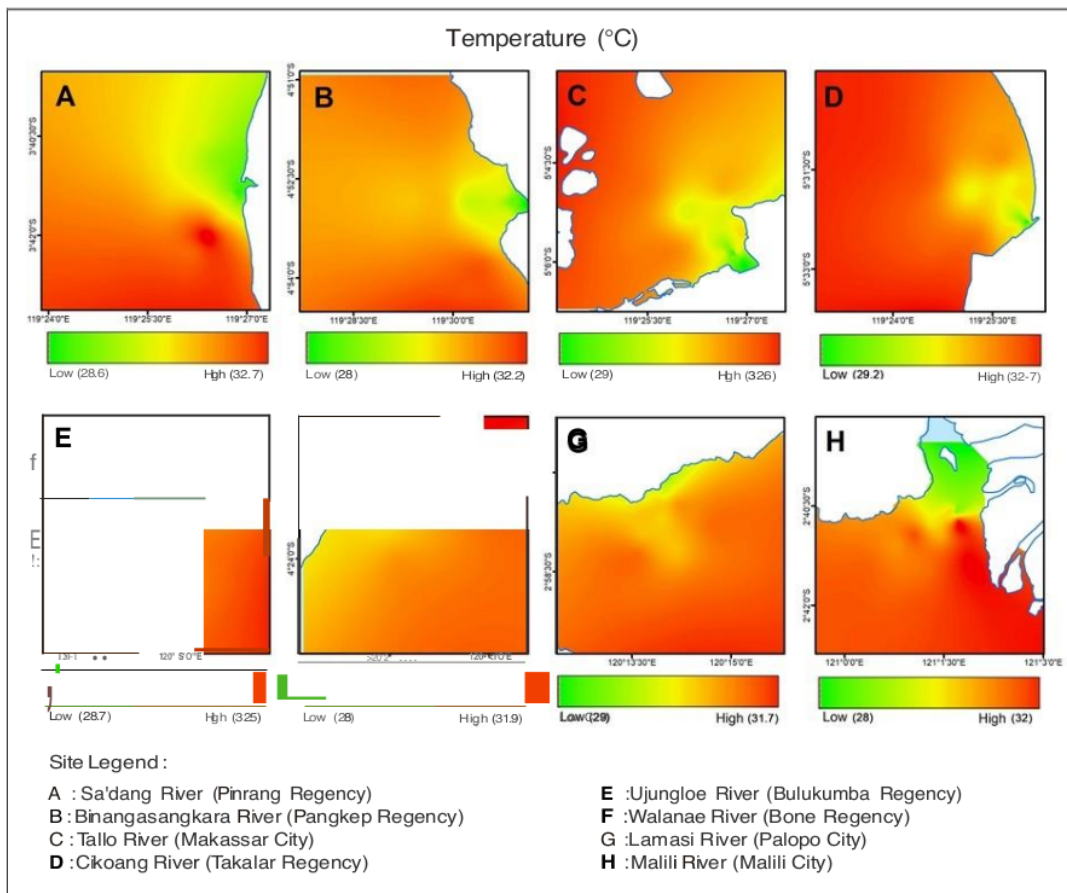 Temperature (°C)
A
B
C
D
3°40'30"S
3°42'0"S
4°51'0"S
4°52'30"S
4°54'0"S
5°4'30"S
5°6'0"S
5°31'0"S
5°33'0"S
119°24'0"E 119°25'30"E 119°27'0"E
119°28'30"E 119°30'0"E
119°25'30"E 119°27'0"E
119°24'0"E 119°25'30"E
Low (28.6) Hgh (32.7)
Low (28) High (32.2)
Low (29) Hgh (326)
Low (29.2) High (32-7)
E
G
H
4°24'0"S
2°58'30"S
2°40'30"S
2°42'0"S
120°13'30"E 120°15'0"E
121°0'0"E 121°1'30"E 121°3'0"E
Low (28.7) Hgh (325)
Low (28) High (31.9)
Low (29) High (31.7)
Low (28) High (32)
Site Legend :
A : Sa'dang River (Pinrang Regency)
B : Binangasangkara River (Pangkep Regency)
C : Tallo River (Makassar City)
D : Cikoang River (Takalar Regency)
E :Ujungloe River (Bulukumba Regency)
F :Walanae River (Bone Regency)
G :Lamasi River (Palopo City)
H :Malili River (Malili City)